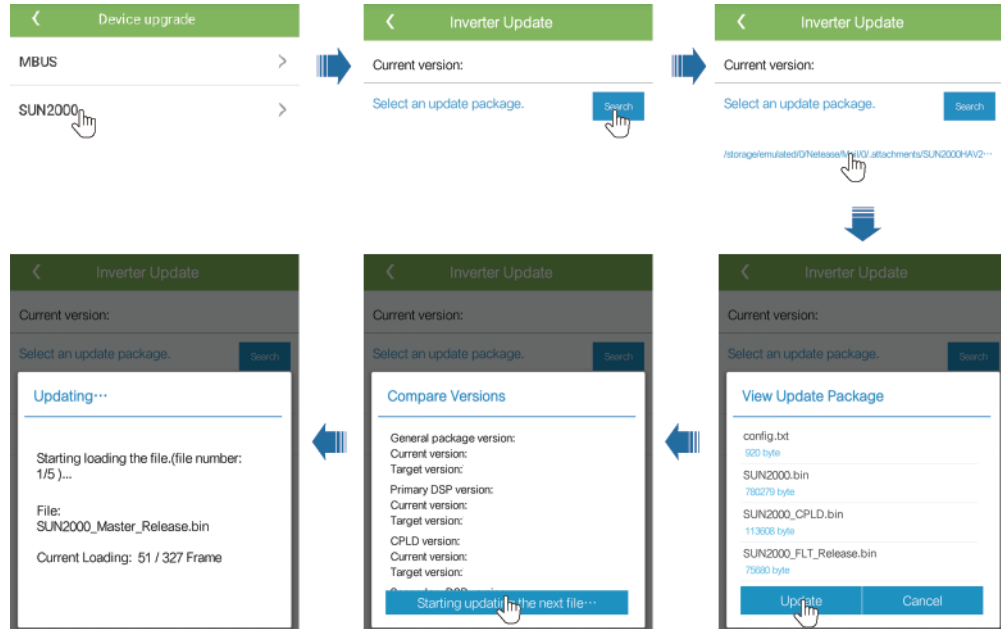 Device upgrade
MBUS
SUN2000
Inverter Update
Current version:
Select an update package.
Search
Inverter Update
Current version:
Select an update package.
Search
/storage/emulated/0/Netease/Mail/0/.attachments/SUN2000HAV2···
Inverter Update
Current version:
Select an update package.
Search
View Update Package
config.txt
920 byte
SUN2000.bin
780279 byte
SUN2000_CPLD.bin
113608 byte
SUN2000_FLT_Release.bin
75680 byte
Update
Cancel
Inverter Update
Current version:
Select an update package.
Search
Compare Versions
General package version:
Current version:
Target version:
Primary DSP version:
Current version:
Target version:
CPLD version:
Current version:
Target version:
Starting updating the next file···
Inverter Update
Current version:
Select an update package.
Search
Updating···
Starting loading the file.(file number:
1/5 )...
File:
SUN2000_Master_Release.bin
Current Loading: 51 / 327 Frame